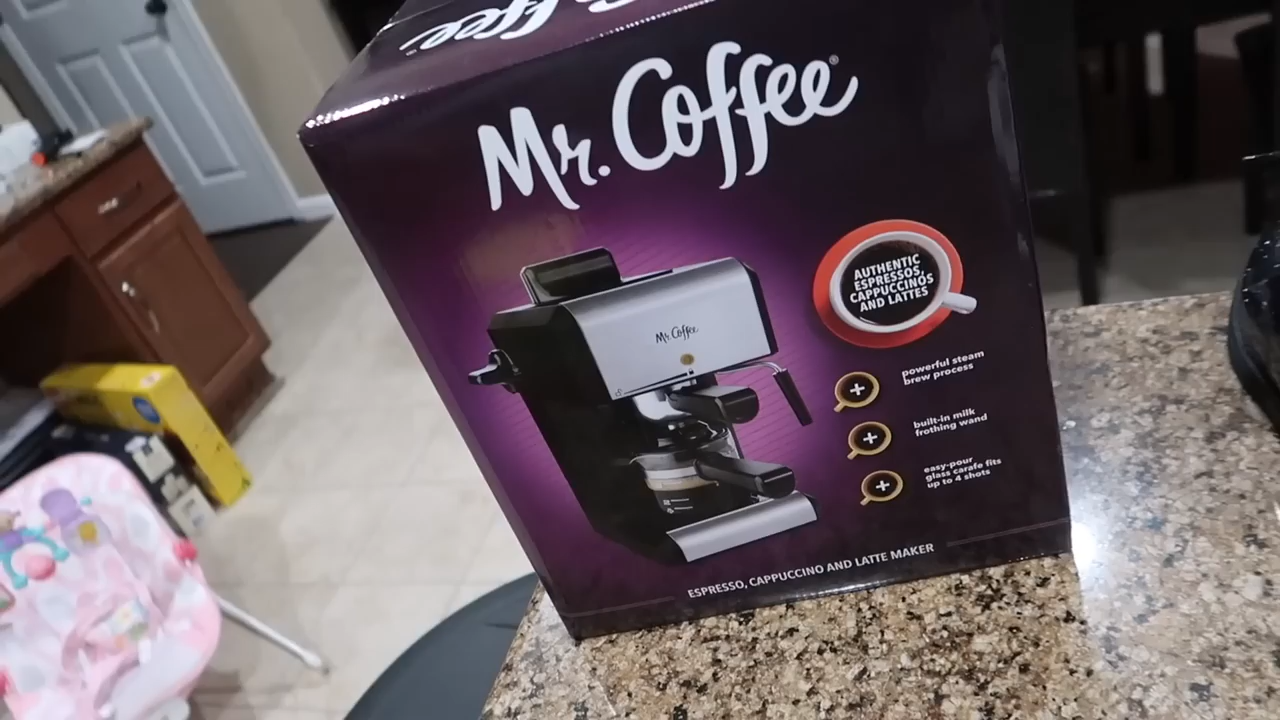 Coffee
Mr. Coffee®
AUTHENTIC
ESPRESSOS,
CAPPUCCINOS
AND LATTES
Mr. Coffee
powerful steam
brew process
built-in milk
frothing wand
easy-pour
glass carafe fits
up to 4 shots
ESPRESSO, CAPPUCCINO AND LATTE MAKER